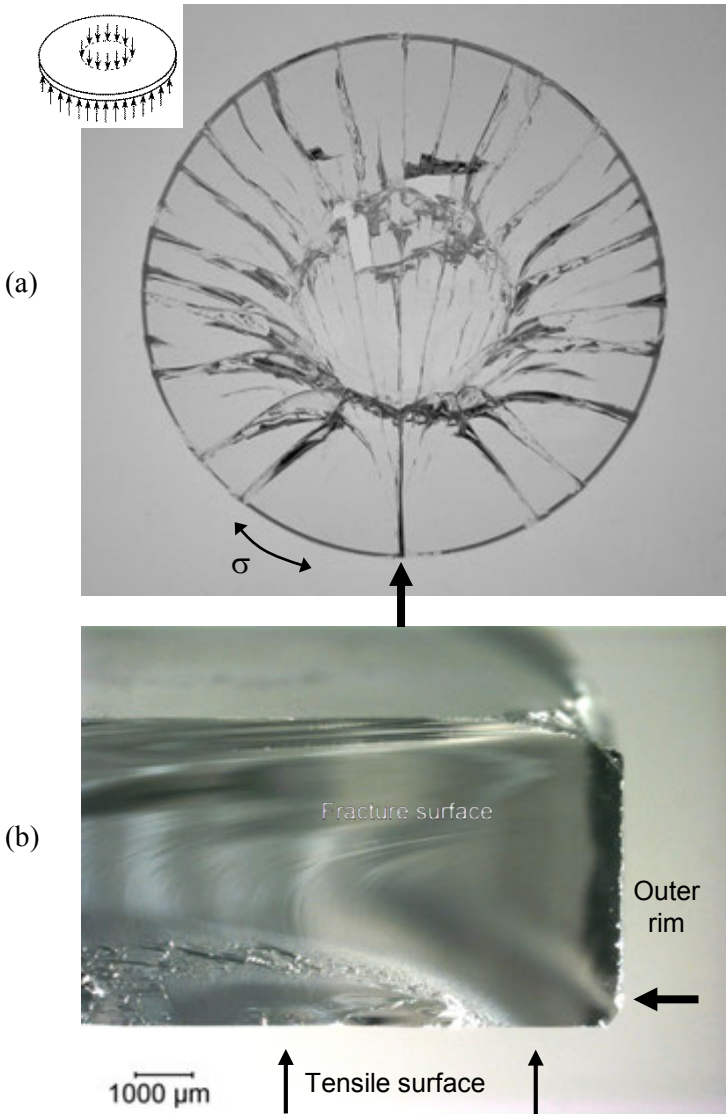 (a)
σ
(b)
Fracture surface
Outer
rim
1000 µm
Tensile surface